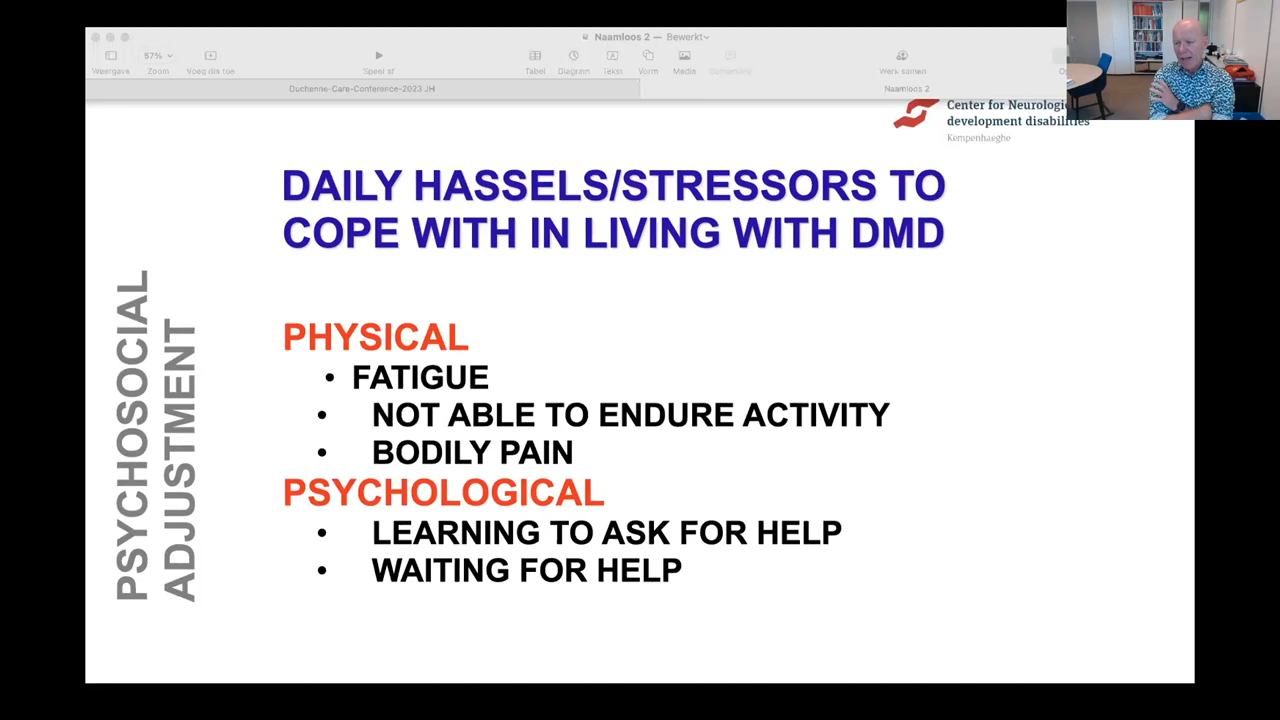 Naamloos 2 — Bewerkt
57%
Weergave Zoom Voeg dia toe Speel af Tabel Diagram Tekst Vorm Media Werk samen
Duchenne-Care-Conference-2023 JH Naamloos 2
Center for Neurologic
development disabilities
Kempenhaeghe
DAILY HASSELS/STRESSORS TO
COPE WITH IN LIVING WITH DMD
PSYCHOSOCIAL
ADJUSTMENT
PHYSICAL
• FATIGUE
• NOT ABLE TO ENDURE ACTIVITY
• BODILY PAIN
PSYCHOLOGICAL
• LEARNING TO ASK FOR HELP
• WAITING FOR HELP